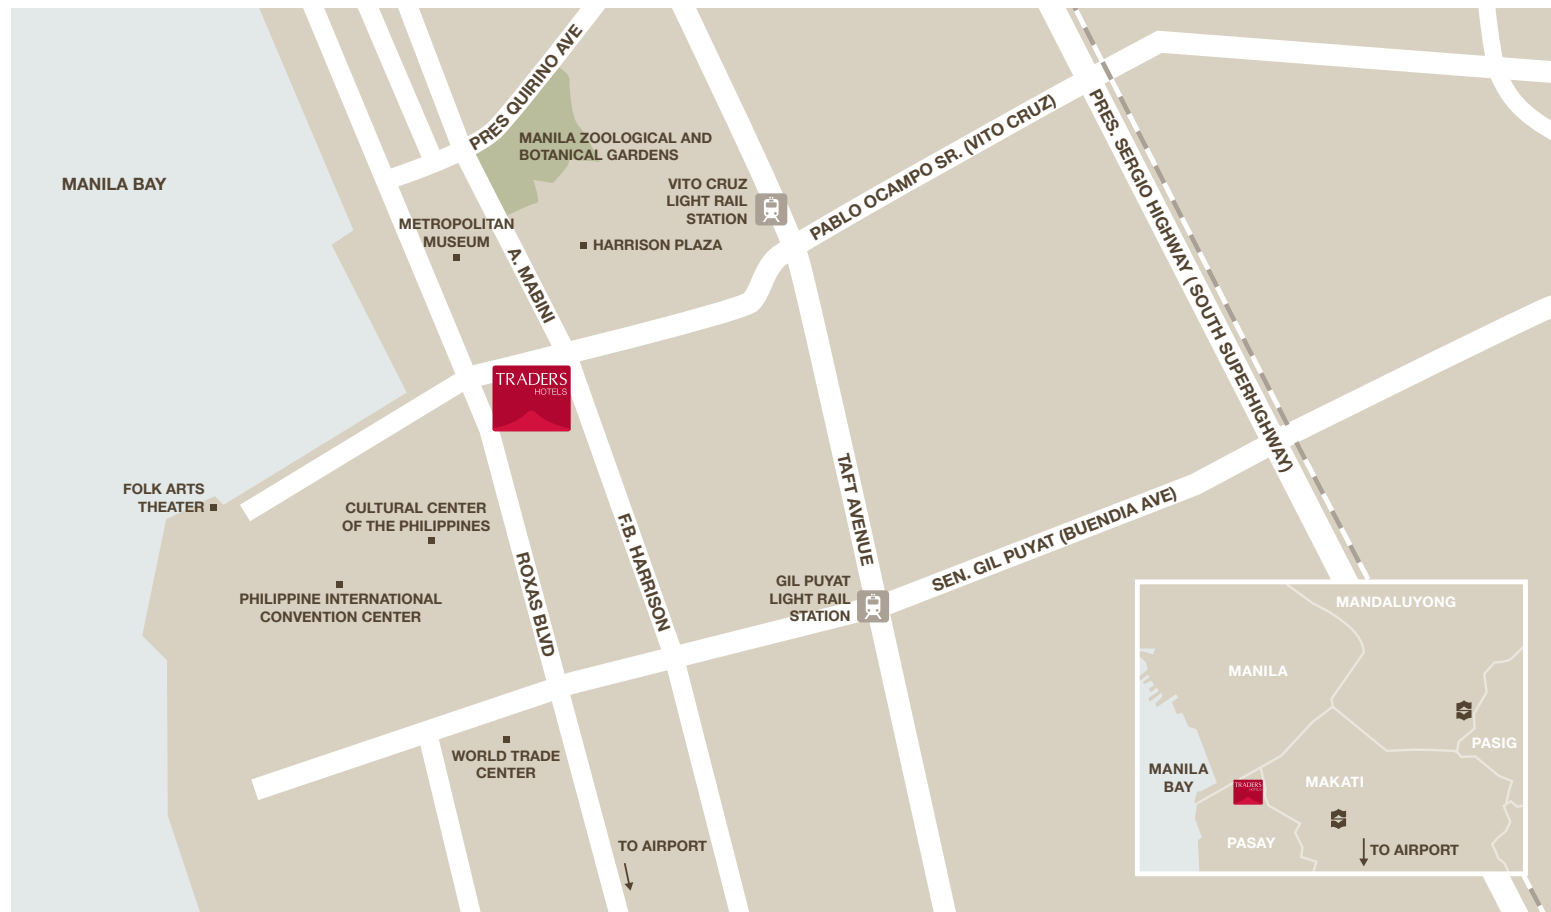 PRES QUIRINO AVE
MANILA ZOOLOGICAL AND
BOTANICAL GARDENS
MANILA BAY
VITO CRUZ
LIGHT RAIL
STATION
PABLO OCAMPO SR. (VITO CRUZ)
PRES. SERGIO HIGHWAY ( SOUTH SUPERHIGHWAY)
METROPOLITAN
MUSEUM
A. MABINI
HARRISON PLAZA
TRADERS
HOTELS
FOLK ARTS
THEATER
CULTURAL CENTER
OF THE PHILIPPINES
PHILIPPINE INTERNATIONAL
CONVENTION CENTER
ROXAS BLVD
F.B. HARRISON
TAFT AVENUE
GIL PUYAT
LIGHT RAIL
STATION
SEN. GIL PUYAT (BUENDIA AVE)
WORLD TRADE
CENTER
TO AIRPORT
MANDALUYONG
MANILA
PASIG
MANILA
BAY
MAKATI
TRADERS
HOTELS
PASAY
TO AIRPORT